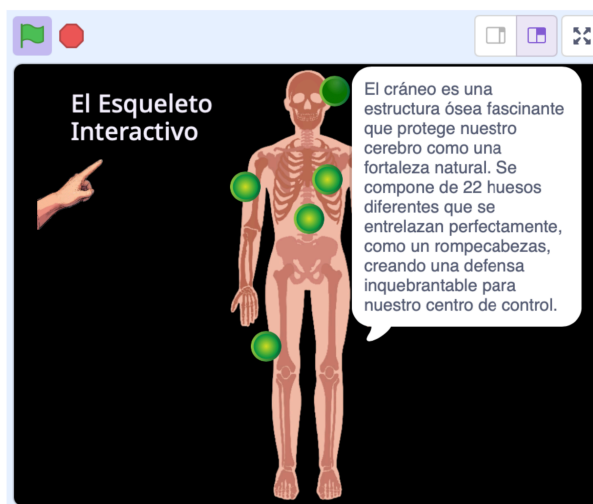 El Esqueleto
Interactivo
El cráneo es una
estructura ósea fascinante
que protege nuestro
cerebro como una
fortaleza natural. Se
compone de 22 huesos
diferentes que se
entrelazan perfectamente,
como un rompecabezas,
creando una defensa
inquebrantable para
nuestro centro de control.